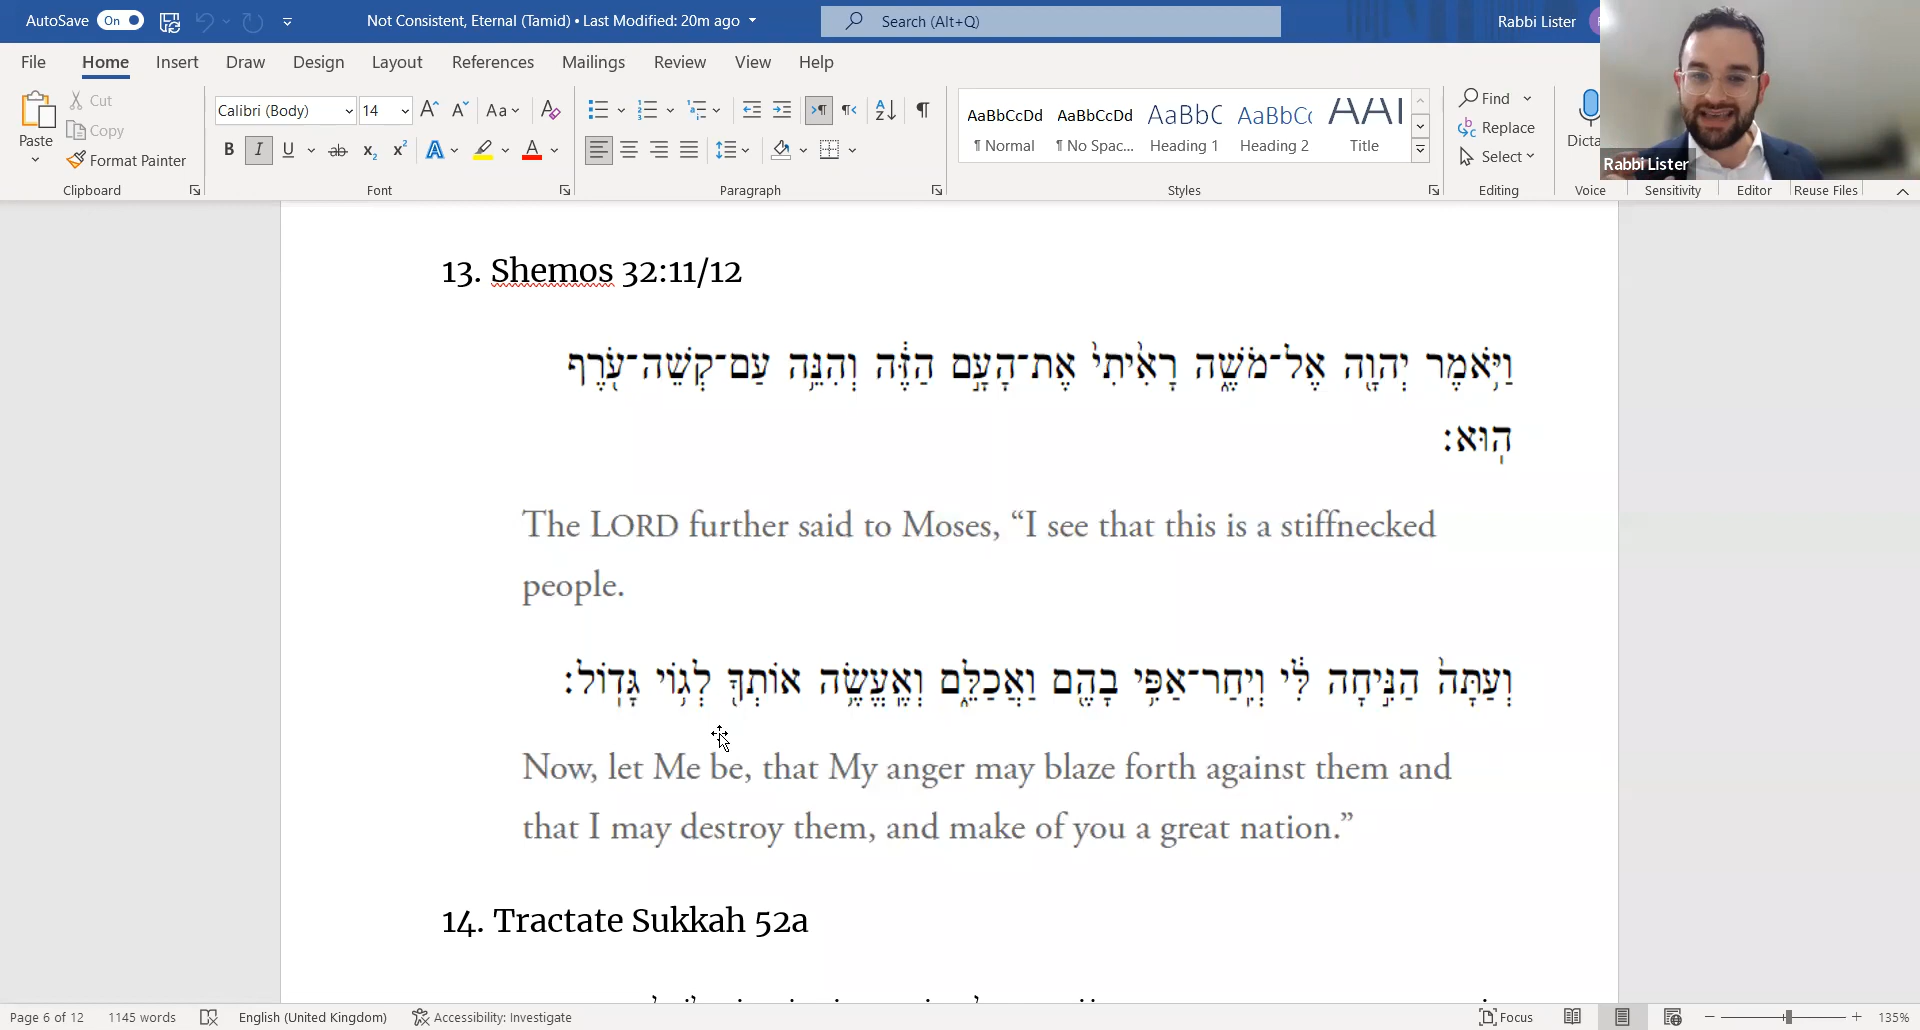 AutoSave On Not Consistent, Eternal (Tamid) • Last Modified: 20m ago Search (Alt+Q) Rabbi Lister
File Home Insert Draw Design Layout References Mailings Review View Help
Cut
Copy
Format Painter
Paste
Calibri (Body) 14
AaBbCcDd AaBbCcDd AaBbC AaBbCc AAI
¶ Normal ¶ No Spac... Heading 1 Heading 2 Title
Find
Replace
Select
Dicta
Rabbi Lister
Clipboard Font Paragraph Styles Editing Voice Sensitivity Editor Reuse Files
13. Shemos 32:11/12
וַיֹּ֥אמֶר יְהֹוָ֖ה אֶל־מֹשֶׁ֑ה רָאִ֙יתִי֙ אֶת־הָעָ֣ם הַזֶּ֔ה וְהִנֵּ֥ה עַם־קְשֵׁה־עֹ֖רֶף
הֽוּא׃
The LORD further said to Moses, “I see that this is a stiffnecked
people.
וְעַתָּה֙ הַנִּ֣יחָה לִּ֔י וְיִֽחַר־אַפִּ֥י בָהֶ֖ם וַאֲכַלֵּ֑ם וְאֶֽעֱשֶׂ֥ה אוֹתְךָ֖ לְג֥וֹי גָּדֽוֹל׃
Now, let Me be, that My anger may blaze forth against them and
that I may destroy them, and make of you a great nation.”
14. Tractate Sukkah 52a
Page 6 of 12 1145 words English (United Kingdom) Accessibility: Investigate Focus 135%